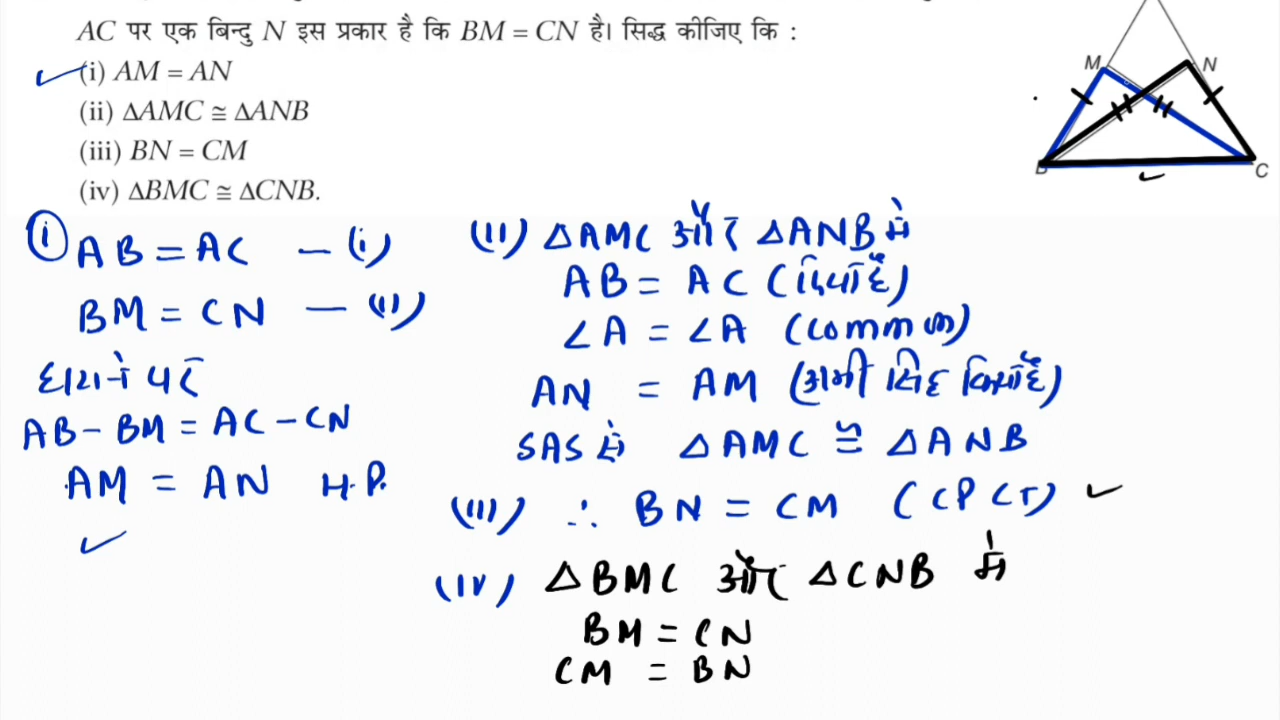 AC पर एक बिन्दु N इस प्रकार है कि BM = CN है। सिद्ध कीजिए कि :
(i) AM = AN
(ii) ΔAMC ≅ ΔANB
(iii) BN = CM
(iv) ΔBMC ≅ ΔCNB.
M
N
B
C
(i) AB = AC – (i)
BM = CN – (ii)
घटाने पर
AB - BM = AC - CN
AM = AN H.P.
(ii) ΔAMC और ΔANB में
AB = AC (दिया है)
∠A = ∠A (common)
AN = AM (अभी सिद्ध किया है)
SAS से ΔAMC ≅ ΔANB
(iii) ∴ BN = CM (CPCT)
(iv) ΔBMC और ΔCNB में
BM = CN
CM = BN